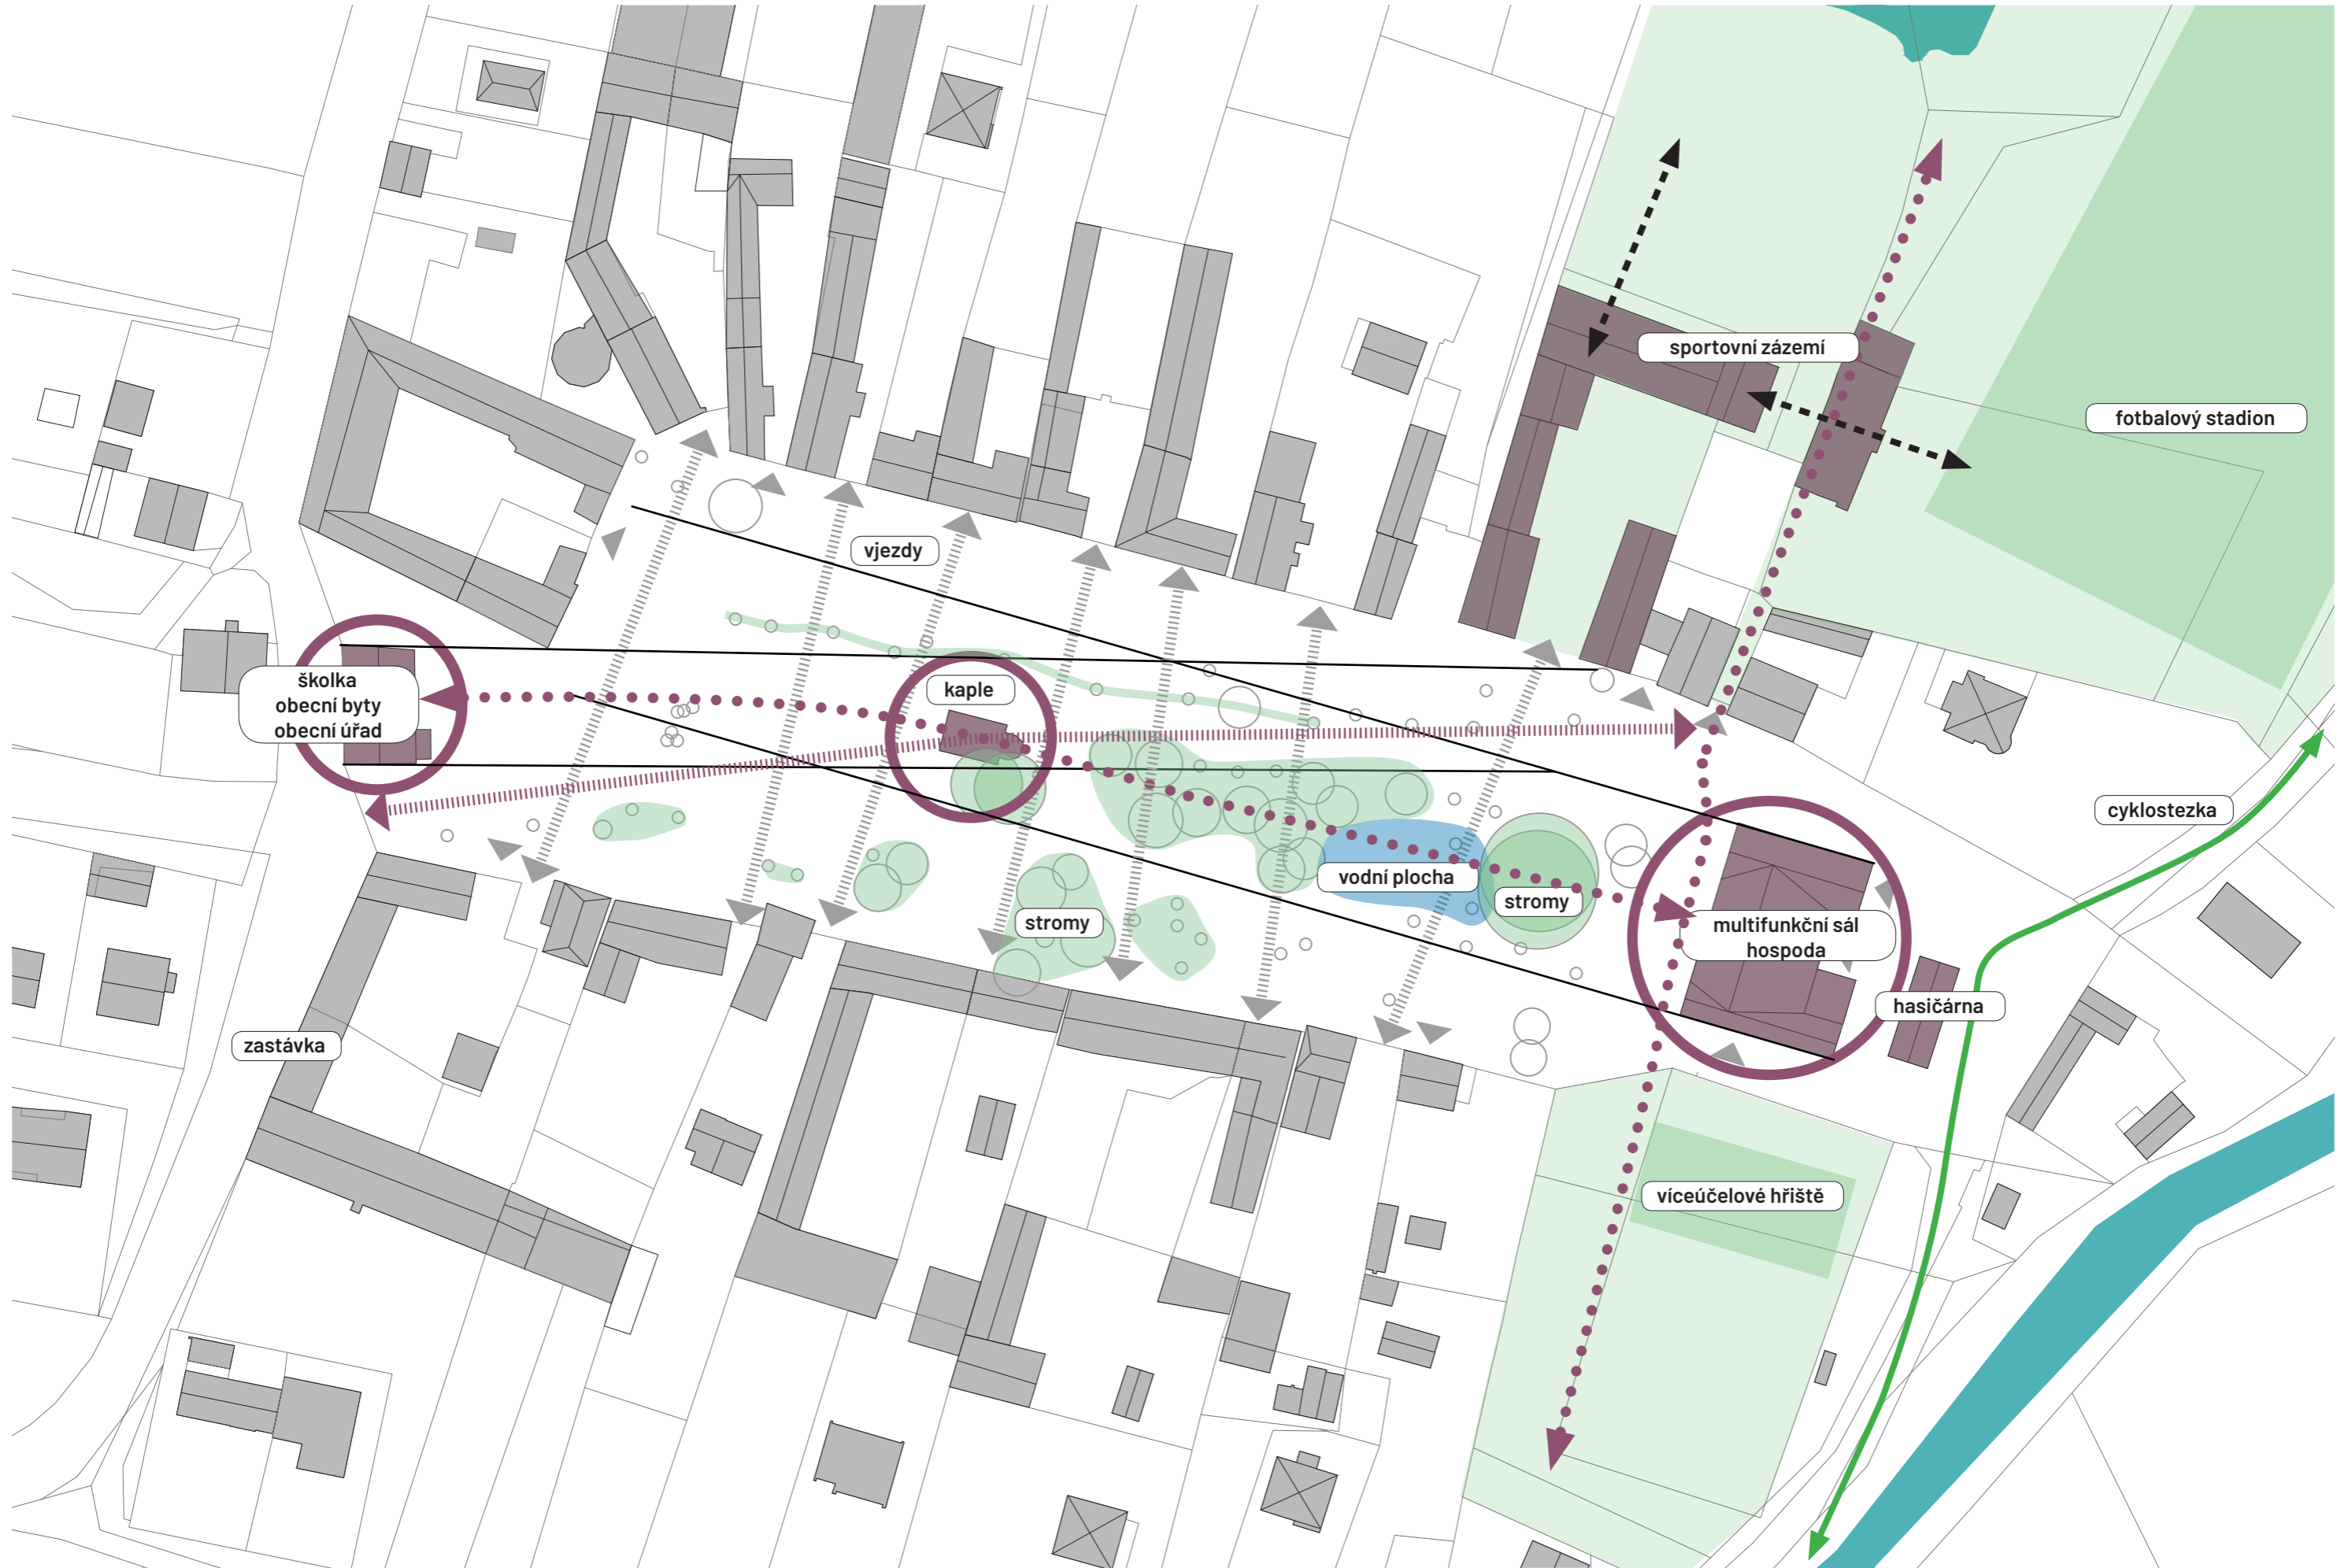 sportovní zázemí
fotbalový stadion
vjezdy
školka
obecní byty
obecní úřad
kaple
cyklostezka
vodní plocha
stromy
stromy
multifunkční sál
hospoda
hasičárna
zastávka
víceúčelové hřiště